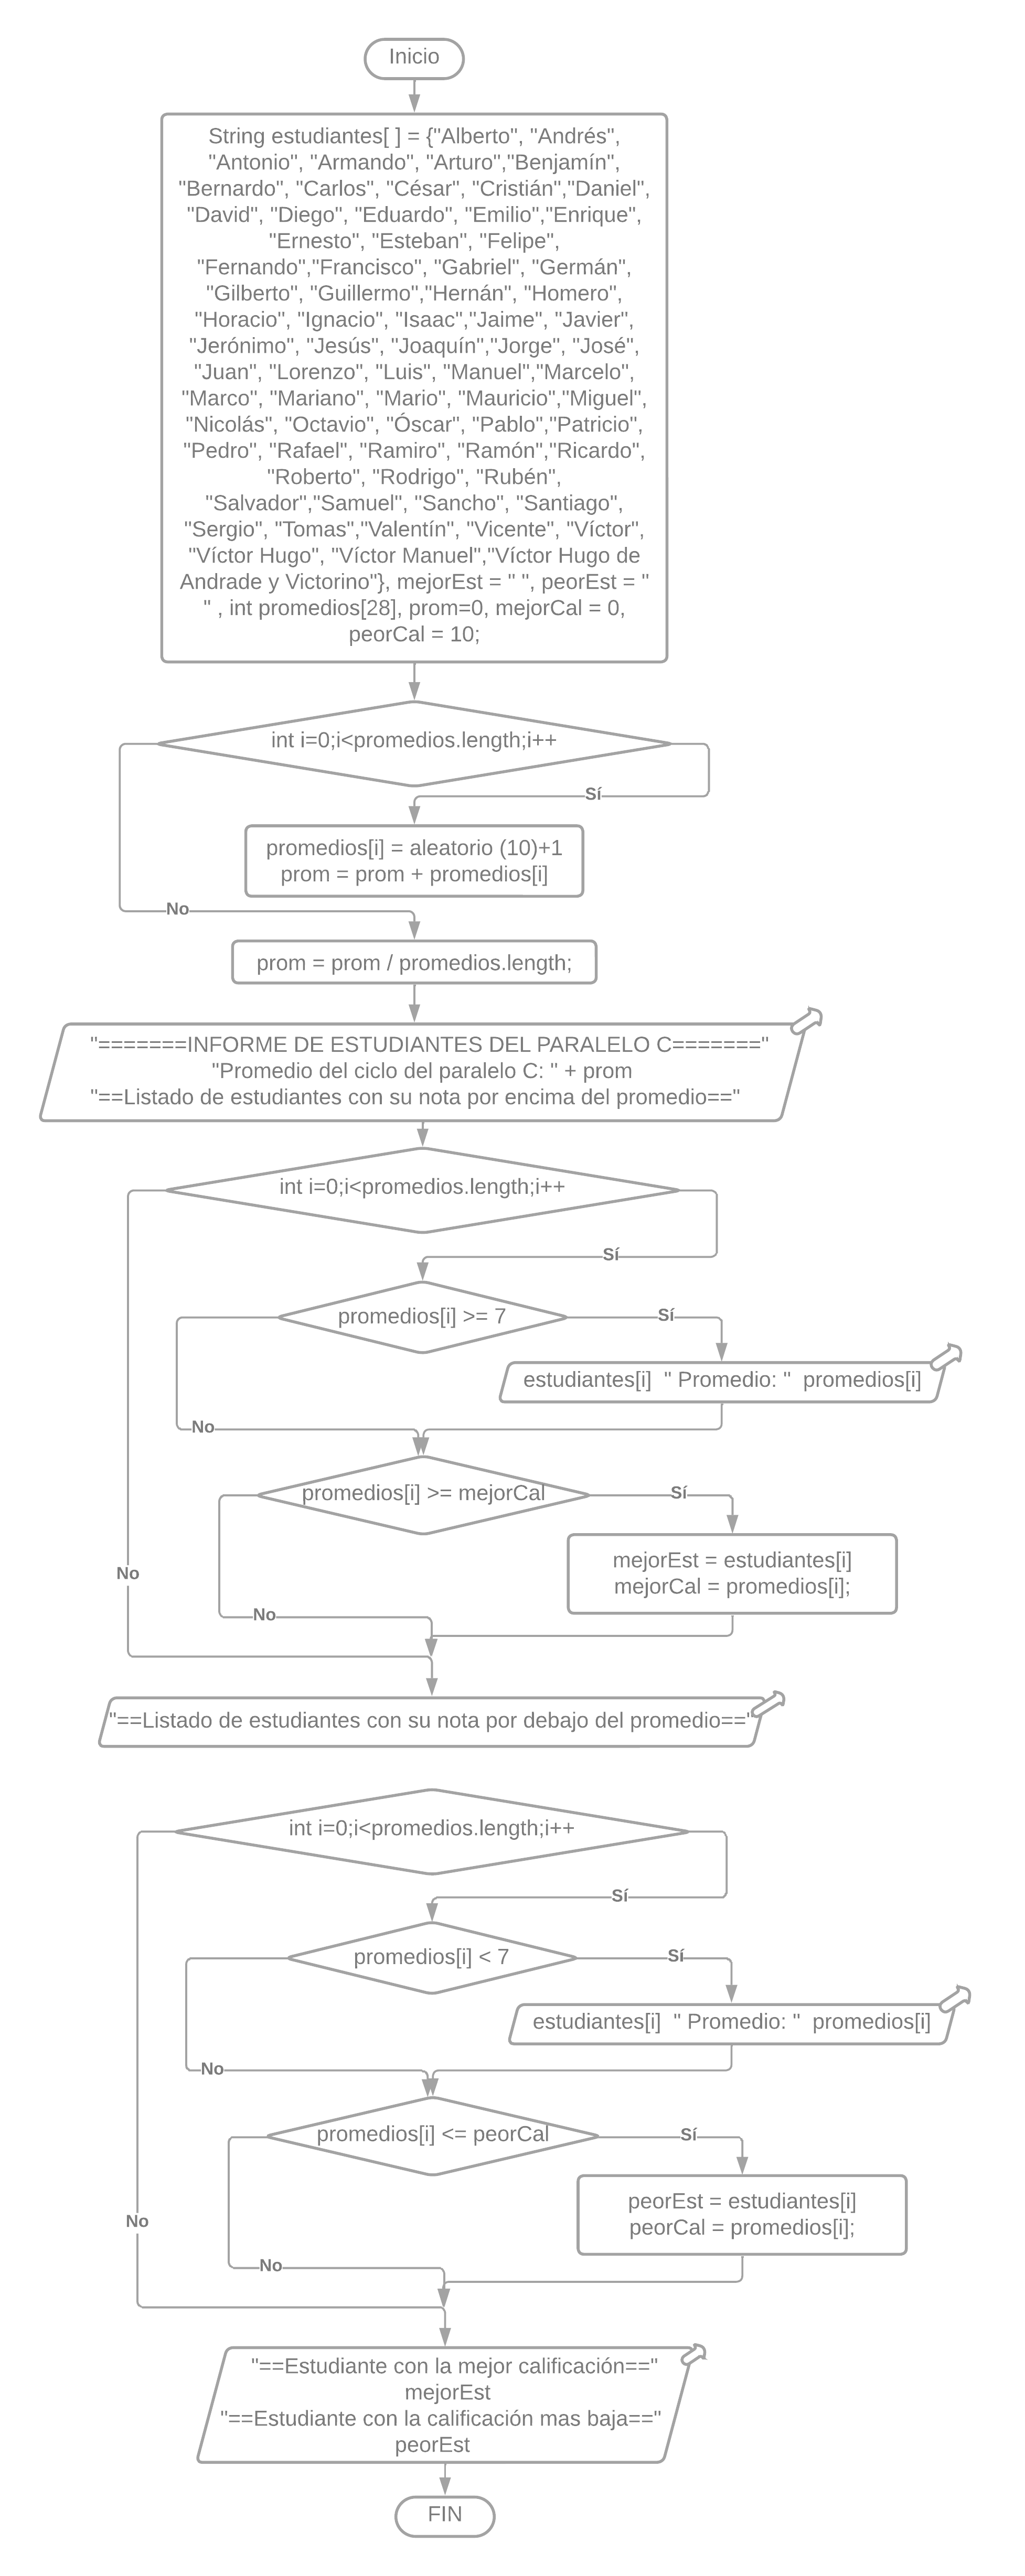 Inicio
String estudiantes[ ] = {"Alberto", "Andrés",
"Antonio", "Armando", "Arturo","Benjamín",
"Bernardo", "Carlos", "César", "Cristián","Daniel",
"David", "Diego", "Eduardo", "Emilio","Enrique",
"Ernesto", "Esteban", "Felipe",
"Fernando","Francisco", "Gabriel", "Germán",
"Gilberto", "Guillermo","Hernán", "Homero",
"Horacio", "Ignacio", "Isaac","Jaime", "Javier",
"Jerónimo", "Jesús", "Joaquín","Jorge", "José",
"Juan", "Lorenzo", "Luis", "Manuel","Marcelo",
"Marco", "Mariano", "Mario", "Mauricio","Miguel",
"Nicolás", "Octavio", "Óscar", "Pablo","Patricio",
"Pedro", "Rafael", "Ramiro", "Ramón","Ricardo",
"Roberto", "Rodrigo", "Rubén",
"Salvador","Samuel", "Sancho", "Santiago",
"Sergio", "Tomas","Valentín", "Vicente", "Víctor",
"Víctor Hugo", "Víctor Manuel","Víctor Hugo de
Andrade y Victorino"}, mejorEst = " ", peorEst = "
" , int promedios[28], prom=0, mejorCal = 0,
peorCal = 10;
int i=0;i<promedios.length;i++
Sí
promedios[i] = aleatorio (10)+1
prom = prom + promedios[i]
No
prom = prom / promedios.length;
"=======INFORME DE ESTUDIANTES DEL PARALELO C======="
"Promedio del ciclo del paralelo C: " + prom
"==Listado de estudiantes con su nota por encima del promedio=="
int i=0;i<promedios.length;i++
Sí
promedios[i] >= 7
Sí
estudiantes[i]  " Promedio: "  promedios[i]
No
promedios[i] >= mejorCal
Sí
mejorEst = estudiantes[i]
mejorCal = promedios[i];
No
No
"==Listado de estudiantes con su nota por debajo del promedio=="
int i=0;i<promedios.length;i++
Sí
promedios[i] < 7
Sí
estudiantes[i]  " Promedio: "  promedios[i]
No
promedios[i] <= peorCal
Sí
peorEst = estudiantes[i]
peorCal = promedios[i];
No
No
"==Estudiante con la mejor calificación=="
mejorEst
"==Estudiante con la calificación mas baja=="
peorEst
FIN